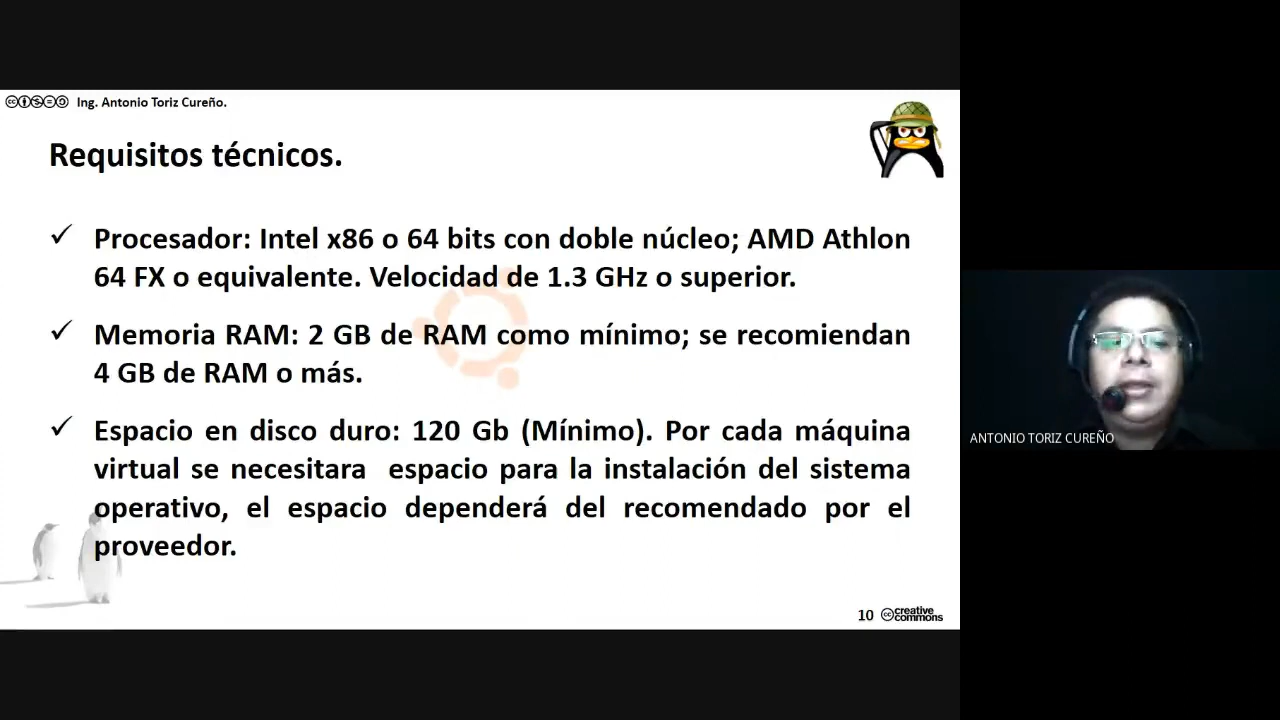 Ing. Antonio Toriz Cureño.
Requisitos técnicos.
✓ Procesador: Intel x86 o 64 bits con doble núcleo; AMD Athlon
64 FX o equivalente. Velocidad de 1.3 GHz o superior.
✓ Memoria RAM: 2 GB de RAM como mínimo; se recomiendan
4 GB de RAM o más.
✓ Espacio en disco duro: 120 Gb (Mínimo). Por cada máquina
virtual se necesitara espacio para la instalación del sistema
operativo, el espacio dependerá del recomendado por el
proveedor.
10 cc creative
commons
ANTONIO TORIZ CUREÑO